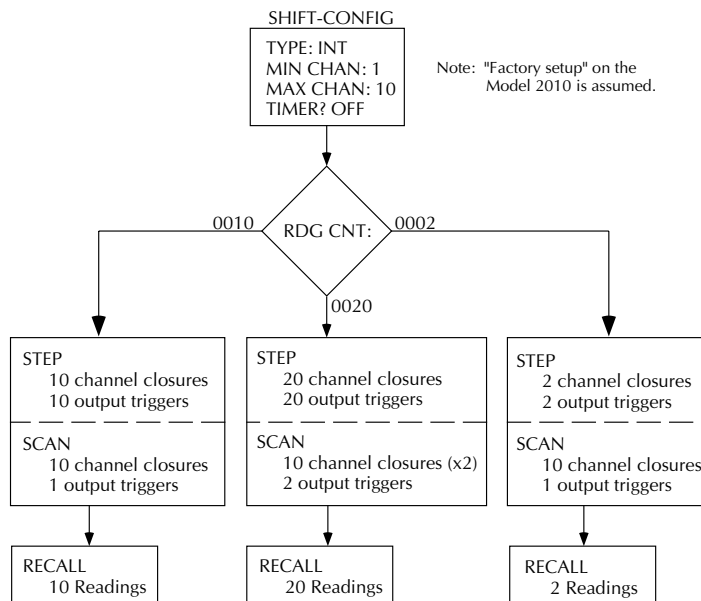 SHIFT-CONFIG
TYPE: INT
MIN CHAN: 1
MAX CHAN: 10
TIMER? OFF
Note: "Factory setup" on the
Model 2010 is assumed.
0010
RDG CNT:
0002
0020
STEP
10 channel closures
10 output triggers
SCAN
10 channel closures
1 output triggers
RECALL
10 Readings
STEP
20 channel closures
20 output triggers
SCAN
10 channel closures (x2)
2 output triggers
RECALL
20 Readings
STEP
2 channel closures
2 output triggers
SCAN
10 channel closures
1 output triggers
RECALL
2 Readings